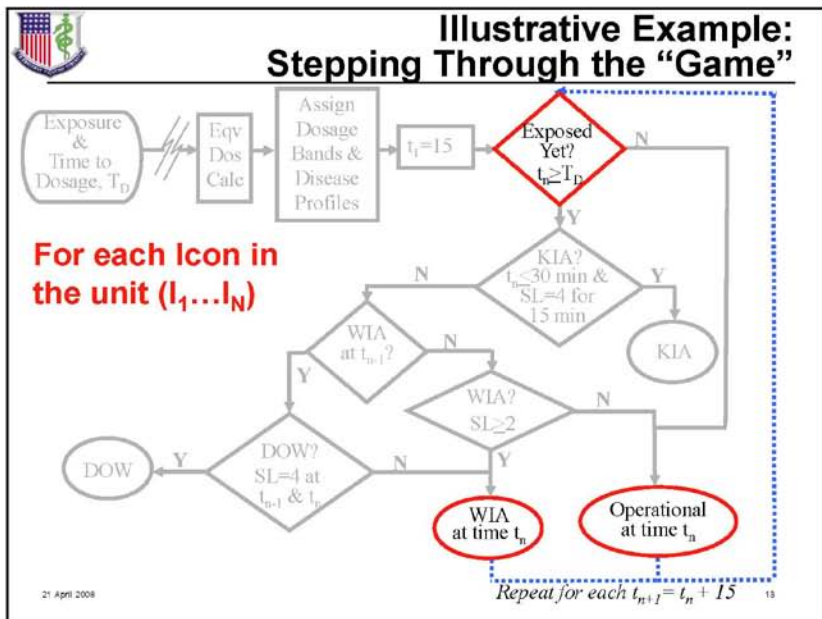 Illustrative Example:
Stepping Through the “Game”
Exposure
&
Time to
Dosage, T_D
Eqv
Dos
Calc
Assign
Dosage
Bands &
Disease
Profiles
t₁=15
Exposed
Yet?
tₙ≥T_D
N
Y
For each Icon in
the unit (I₁…I_N)
KIA?
tₙ≤30 min &
SL=4 for
15 min
N
Y
KIA
WIA
at tₙ₋₁?
N
Y
WIA?
SL≥2
N
Y
DOW?
SL=4 at
tₙ₋₁ & tₙ
Y
N
DOW
WIA
at time tₙ
Operational
at time tₙ
Repeat for each tₙ₊₁= tₙ + 15
21 April 2008
13